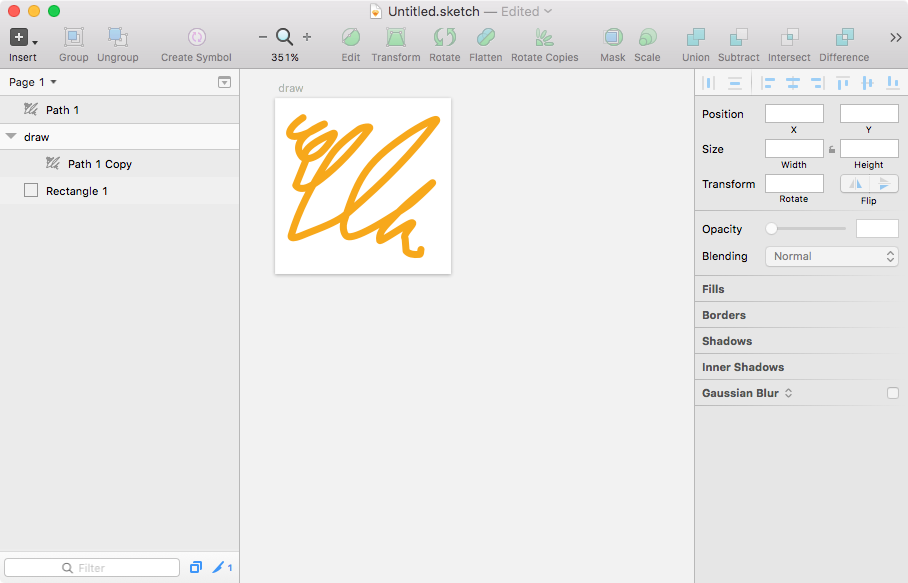 Untitled.sketch — Edited
Insert Group Ungroup Create Symbol 351% Edit Transform Rotate Flatten Rotate Copies Mask Scale Union Subtract Intersect Difference
Page 1
Path 1
draw
Path 1 Copy
Rectangle 1
Filter
1
draw
Position
X Y
Size
Width Height
Transform
Rotate Flip
Opacity
Blending Normal
Fills
Borders
Shadows
Inner Shadows
Gaussian Blur